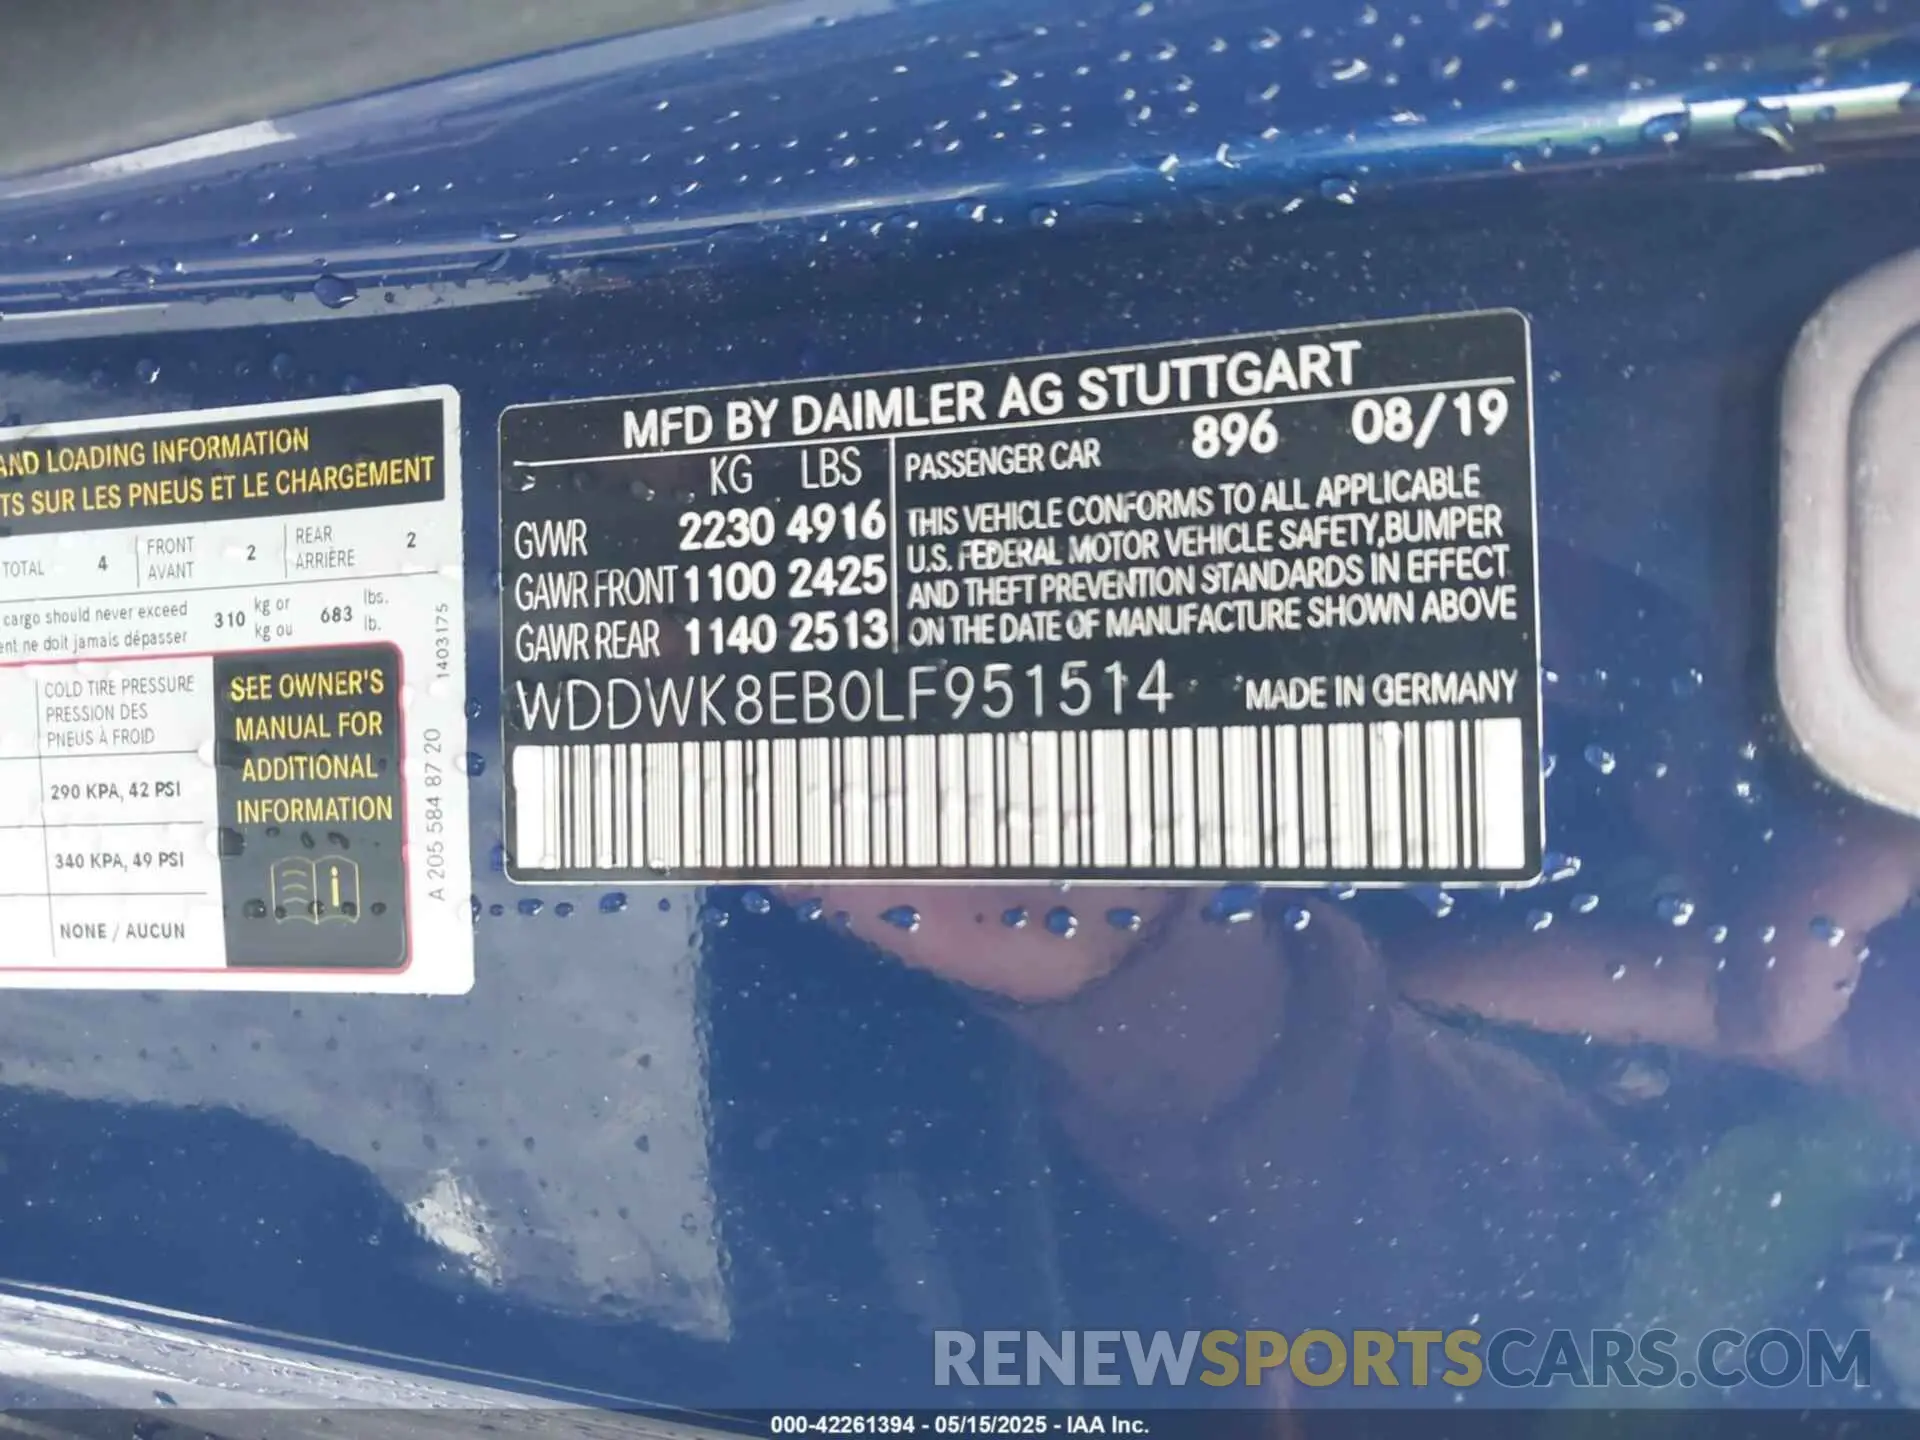 AND LOADING INFORMATION
TS SUR LES PNEUS ET LE CHARGEMENT
TOTAL 4 FRONT AVANT 2 REAR ARRIÈRE 2
cargo should never exceed
ent ne doit jamais dépasser
310 kg or kg ou 683 lbs. lb.
COLD TIRE PRESSURE
PRESSION DES
PNEUS À FROID
290 KPA, 42 PSI
340 KPA, 49 PSI
NONE / AUCUN
SEE OWNER'S
MANUAL FOR
ADDITIONAL
INFORMATION
1403175
A 205 584 87 20
MFD BY DAIMLER AG STUTTGART
KG LBS
GVWR 2230 4916
GAWR FRONT 1100 2425
GAWR REAR 1140 2513
PASSENGER CAR 896 08/19
THIS VEHICLE CONFORMS TO ALL APPLICABLE
U.S. FEDERAL MOTOR VEHICLE SAFETY, BUMPER
AND THEFT PREVENTION STANDARDS IN EFFECT
ON THE DATE OF MANUFACTURE SHOWN ABOVE
WDDWK8EB0LF951514 MADE IN GERMANY
RENEWSPORTSCARS.COM
000-42261394 - 05/15/2025 - IAA Inc.